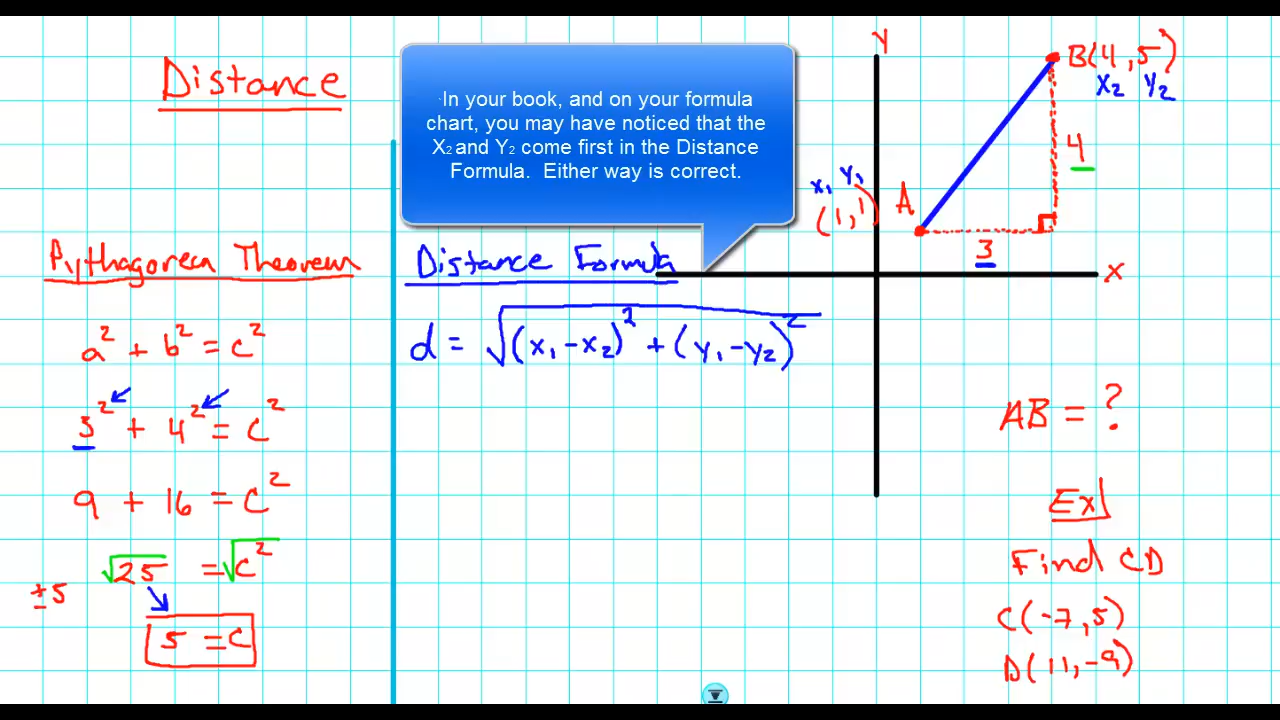 Distance
In your book, and on your formula
chart, you may have noticed that the
X₂ and Y₂ come first in the Distance
Formula. Either way is correct.
Pythagoreen Theorem
a² + b² = c²
3² + 4² = c²
9 + 16 = c²
√25 = √c²
±5
5 = c
Distance Formula
d = √(x₁ - x₂)² + (y₁ - y₂)²
Y
B(4,5)
x₂ y₂
4
x₁ y₁
(1,1)
A
3
X
AB = ?
Ex
Find CD
C(-7,5)
D(11,-9)